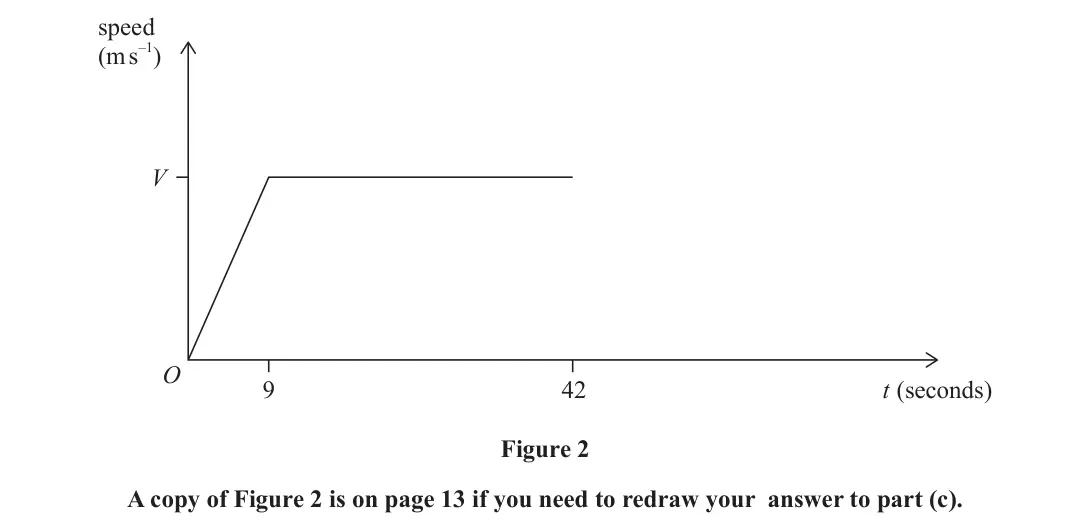 speed
(m s⁻¹)
V
O
9
42
t (seconds)
Figure 2
A copy of Figure 2 is on page 13 if you need to redraw your answer to part (c).